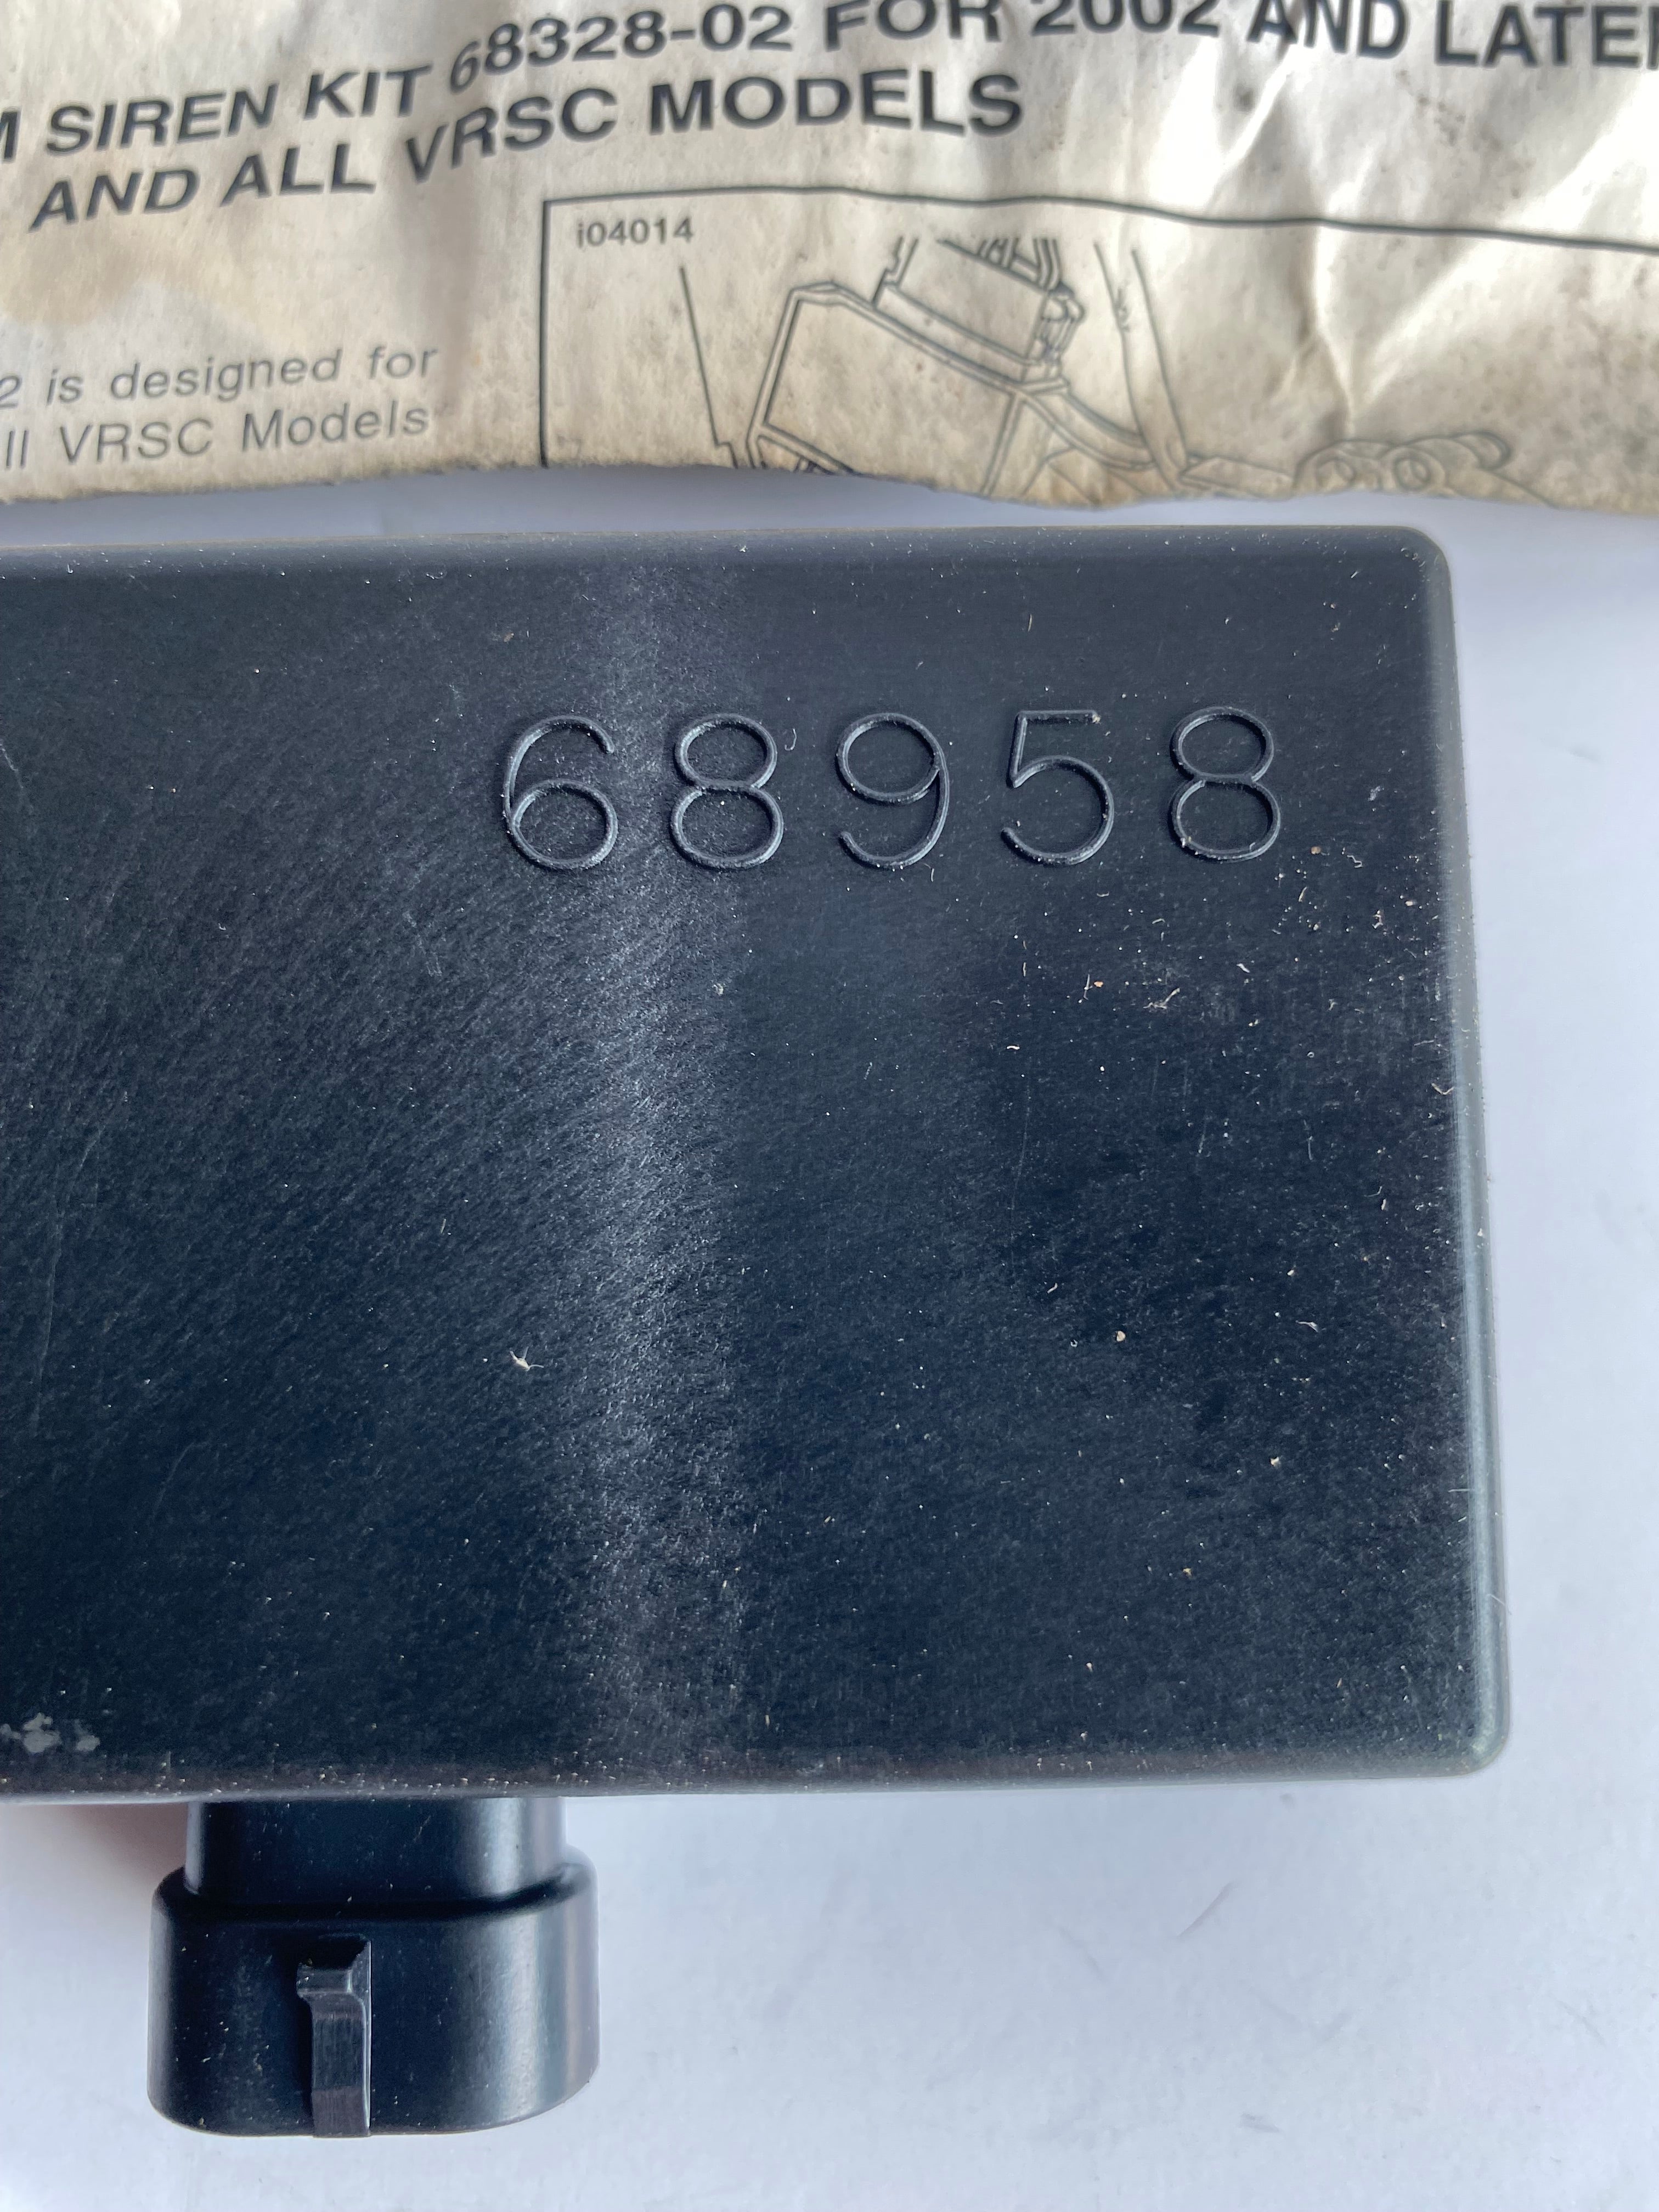 M SIREN KIT 68328-02 FOR 2002 AND LATER
AND ALL VRSC MODELS
i04014
2 is designed for
ll VRSC Models
68958